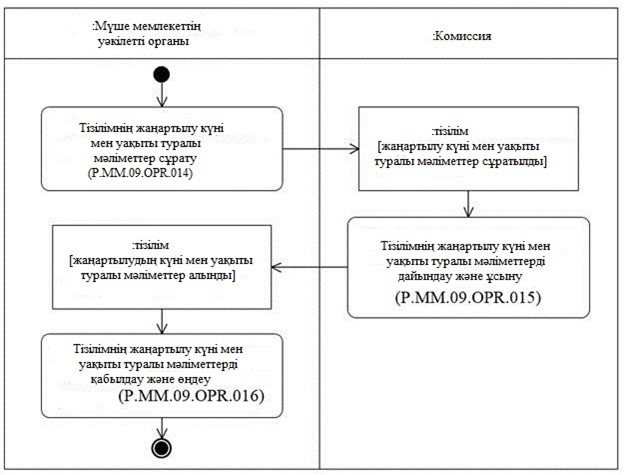 :Мүше мемлекеттің
уәкілетті органы
:Комиссия
Тізілімнің жаңартылу күні
мен уақыты туралы
мәліметтер сұрату
(P.MM.09.OPR.014)
:тізілім
[жаңартылу күні мен уақыты
туралы мәліметтер сұратылды]
Тізілімнің жаңартылу күні мен
уақыты туралы мәліметтерді
дайындау және ұсыну
(P.MM.09.OPR.015)
:тізілім
[жаңартылудың күні мен уақыты
туралы мәліметтер алынды]
Тізілімнің жаңартылу күні мен
уақыты туралы мәліметтерді
қабылдау және өңдеу
(P.MM.09.OPR.016)